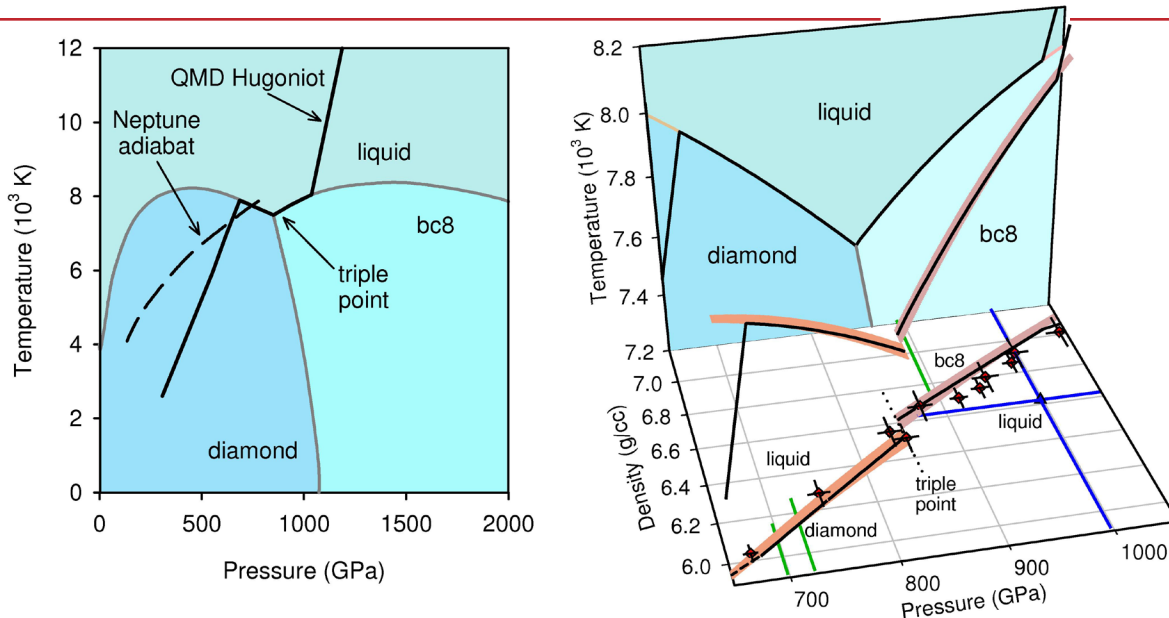 12
10
8
6
4
2
0
Temperature (10³ K)
QMD Hugoniot
Neptune
adiabat
liquid
bc8
triple
point
diamond
0
500
1000
1500
2000
Pressure (GPa)
8.2
8.0
7.8
7.6
7.4
7.2
Temperature (10³ K)
liquid
diamond
bc8
7.0
6.8
6.6
6.4
6.2
6.0
Density (g/cc)
bc8
liquid
liquid
triple
point
diamond
700
800
900
1000
Pressure (GPa)